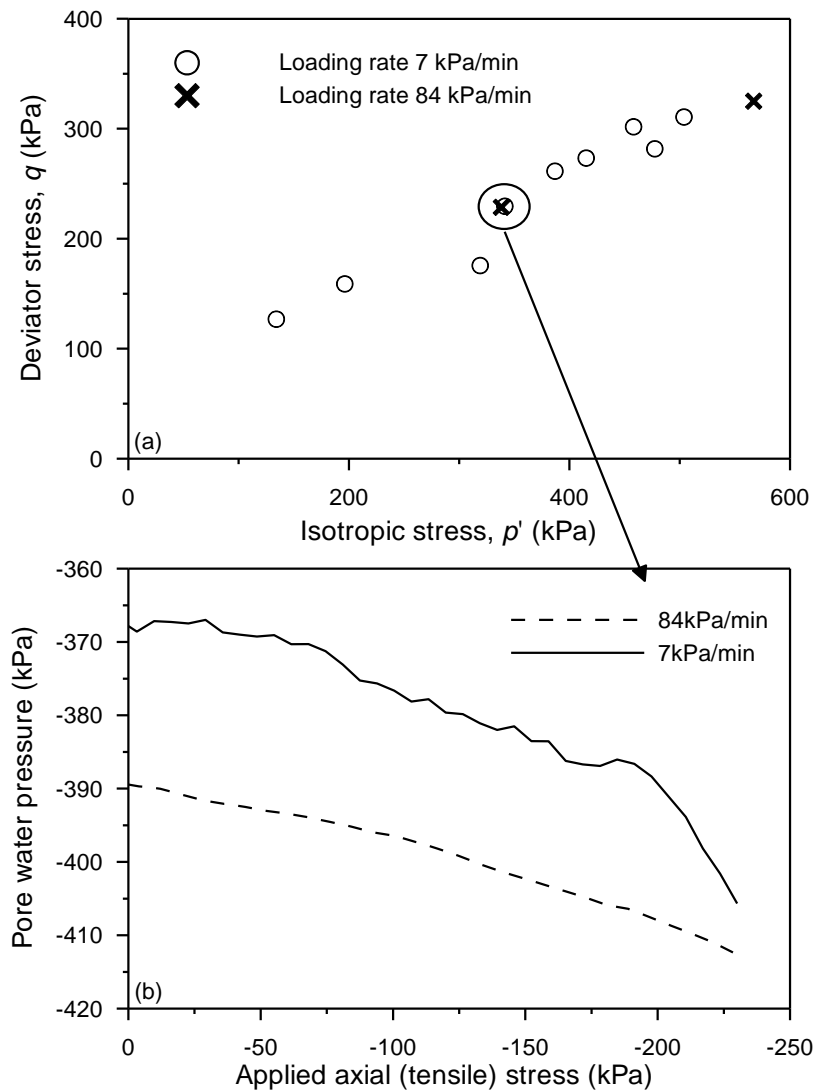 400
Loading rate 7 kPa/min
Loading rate 84 kPa/min
300
200
100
0
Deviator stress, q (kPa)
(a)
0
200
400
600
Isotropic stress, p' (kPa)
-360
84kPa/min
7kPa/min
-370
-380
-390
-400
-410
-420
Pore water pressure (kPa)
(b)
0
-50
-100
-150
-200
-250
Applied axial (tensile) stress (kPa)